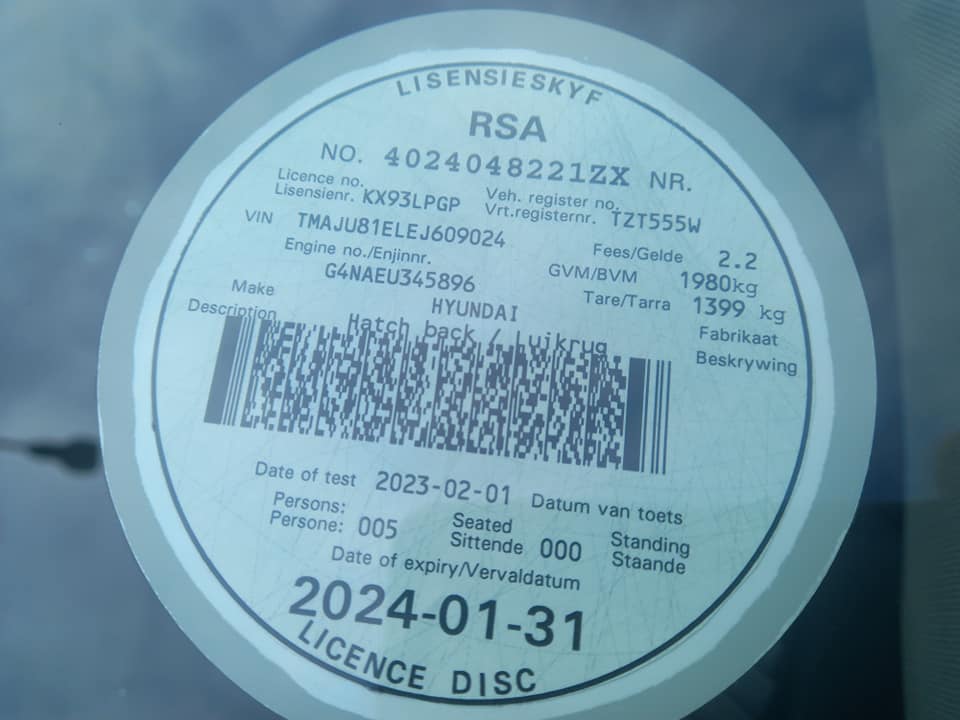 LISENSIESKYF
RSA
NO. 4024048221ZX NR.
Licence no. Veh. register no.
Lisensienr. KX93LPGP Vrt.registernr. TZT555W
VIN TMAJU81ELEJ609024 Fees/Gelde 2.2
Engine no./Enjinnr. GVM/BVM 1980kg
G4NAEU345896 Tare/Tarra 1399 kg
Make HYUNDAI Fabrikaat
Description Hatch back / Luikrug Beskrywing
Date of test 2023-02-01 Datum van toets
Persons: Seated Standing
Persone: 005 Sittende 000 Staande
Date of expiry/Vervaldatum
2024-01-31
LICENCE DISC